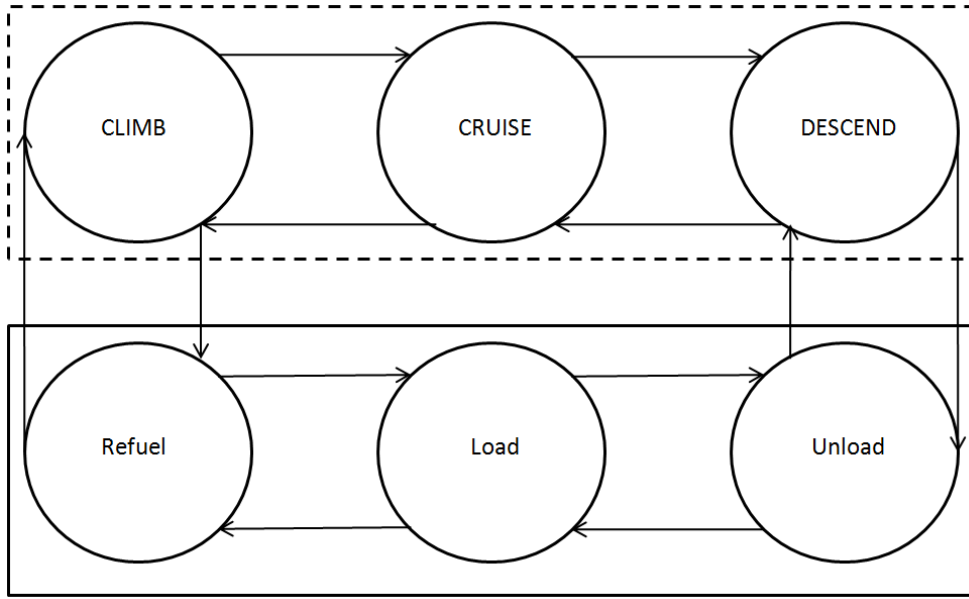 CLIMB
CRUISE
DESCEND
Refuel
Load
Unload